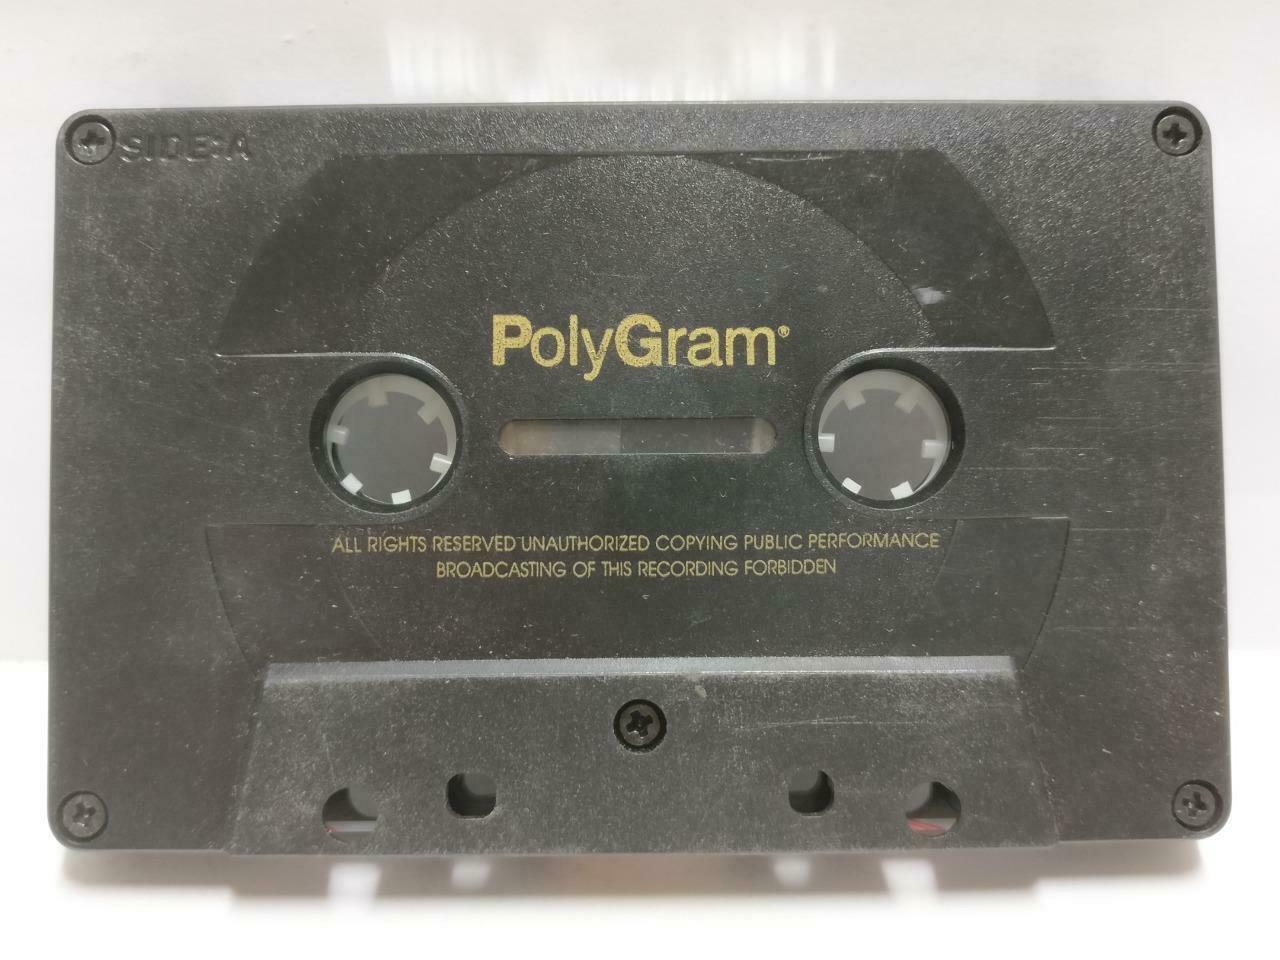 SIDE:A
PolyGram®
ALL RIGHTS RESERVED UNAUTHORIZED COPYING PUBLIC PERFORMANCE
BROADCASTING OF THIS RECORDING FORBIDDEN